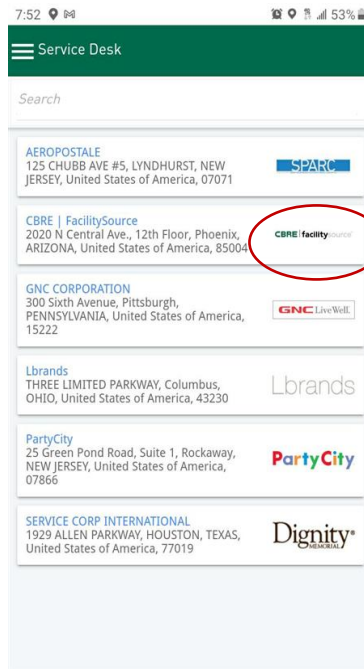 7:52 53%
Service Desk
Search
AEROPOSTALE
125 CHUBB AVE #5, LYNDHURST, NEW
JERSEY, United States of America, 07071
SPARC
CBRE | FacilitySource
2020 N Central Ave., 12th Floor, Phoenix,
ARIZONA, United States of America, 85004
CBRE facilitysource
GNC CORPORATION
300 Sixth Avenue, Pittsburgh,
PENNSYLVANIA, United States of America,
15222
GNC LiveWell.
Lbrands
THREE LIMITED PARKWAY, Columbus,
OHIO, United States of America, 43230
Lbrands
PartyCity
25 Green Pond Road, Suite 1, Rockaway,
NEW JERSEY, United States of America,
07866
Party City
SERVICE CORP INTERNATIONAL
1929 ALLEN PARKWAY, HOUSTON, TEXAS,
United States of America, 77019
Dignity
MEMORIAL